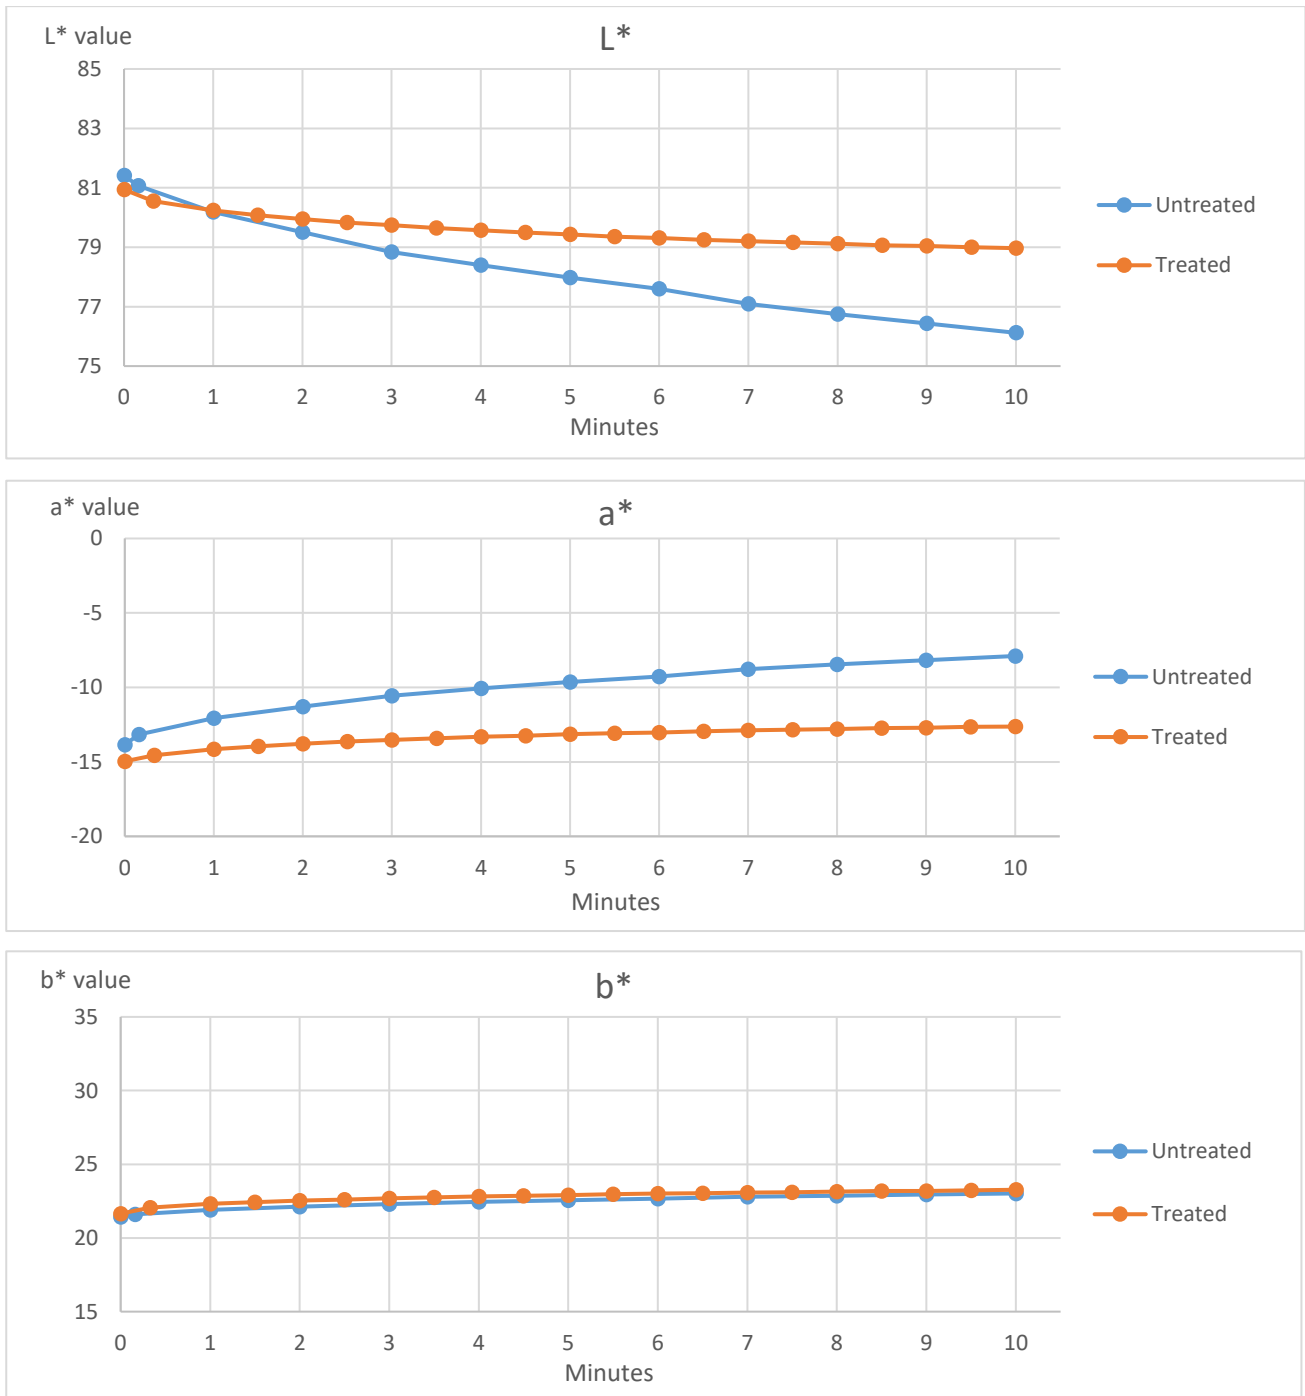 L* value
L*
85
83
81
79
77
75
0 1 2 3 4 5 6 7 8 9 10
Minutes
Untreated
Treated
a* value
a*
0
-5
-10
-15
-20
0 1 2 3 4 5 6 7 8 9 10
Minutes
Untreated
Treated
b* value
b*
35
30
25
20
15
0 1 2 3 4 5 6 7 8 9 10
Minutes
Untreated
Treated